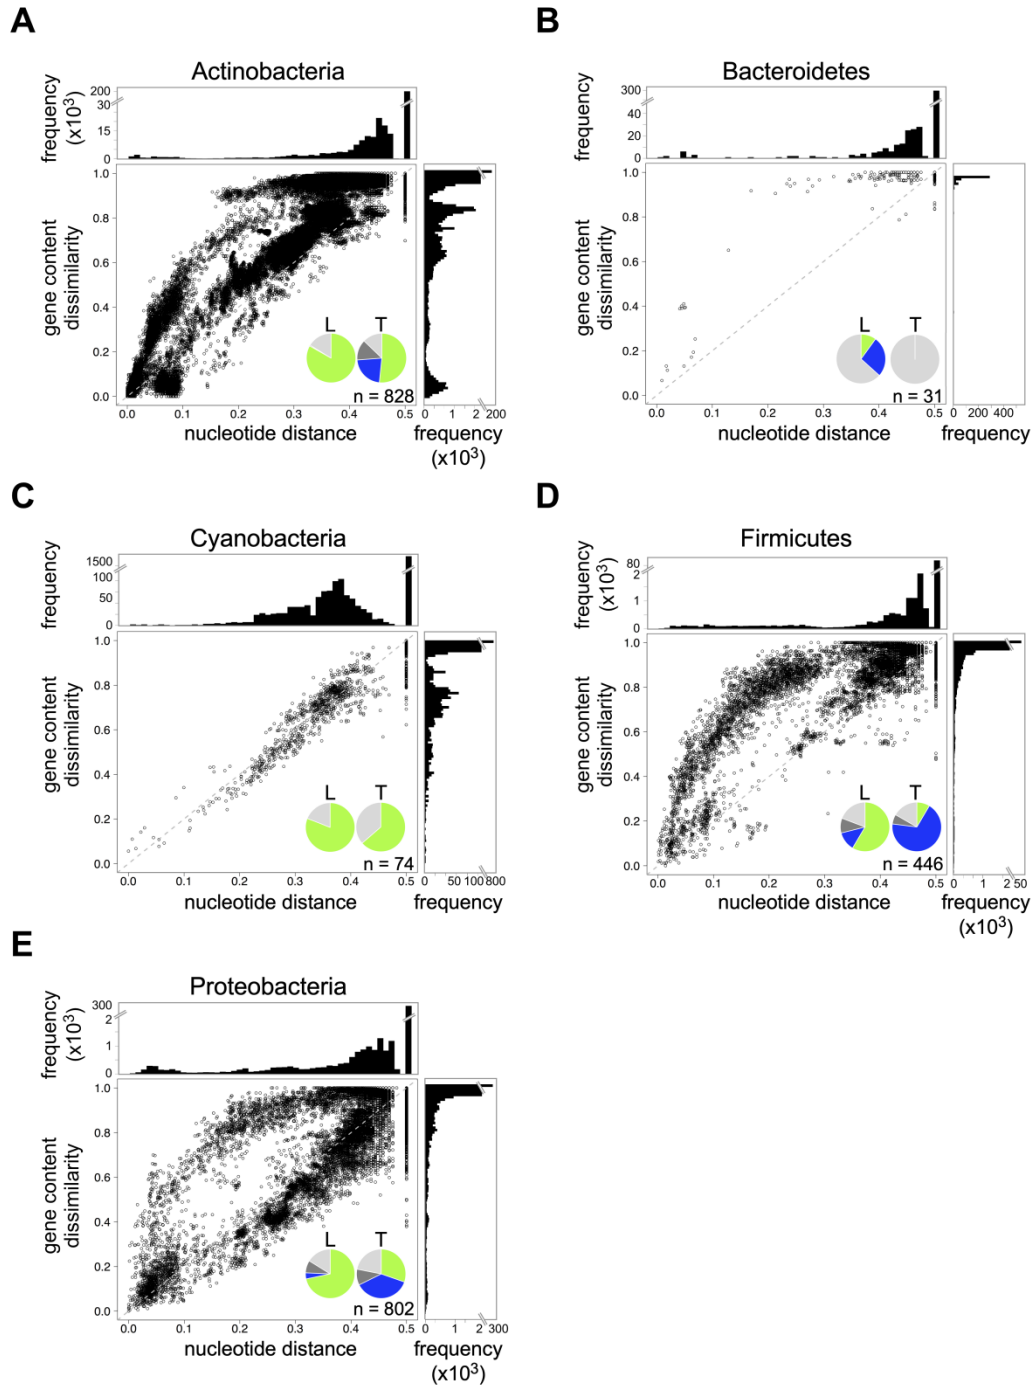 A
Actinobacteria
frequency
(x10³)
200
30
15
0
1.0
0.8
0.6
0.4
0.2
0.0
gene content
dissimilarity
L T
n = 828
0 0.1 0.2 0.3 0.4 0.5
nucleotide distance
0 1 2 200
frequency
(x10³)
B
Bacteroidetes
frequency
300
40
20
0
1.0
0.8
0.6
0.4
0.2
0.0
gene content
dissimilarity
L T
n = 31
0.0 0.1 0.2 0.3 0.4 0.5
nucleotide distance
0 200 400
frequency
C
Cyanobacteria
frequency
1500
100
50
0
1.0
0.8
0.6
0.4
0.2
0.0
gene content
dissimilarity
L T
n = 74
0.0 0.1 0.2 0.3 0.4 0.5
nucleotide distance
50 100 800
frequency
D
Firmicutes
frequency
(x10³)
80
2
1
0
1.0
0.8
0.6
0.4
0.2
0.0
gene content
dissimilarity
L T
n = 446
0.0 0.1 0.2 0.3 0.4 0.5
nucleotide distance
0 1 2 50
frequency
(x10³)
E
Proteobacteria
frequency
(x10³)
300
2
1
0
1.0
0.8
0.6
0.4
0.2
0.0
gene content
dissimilarity
L T
n = 802
0.0 0.1 0.2 0.3 0.4 0.5
nucleotide distance
0 1 2 300
frequency
(x10³)